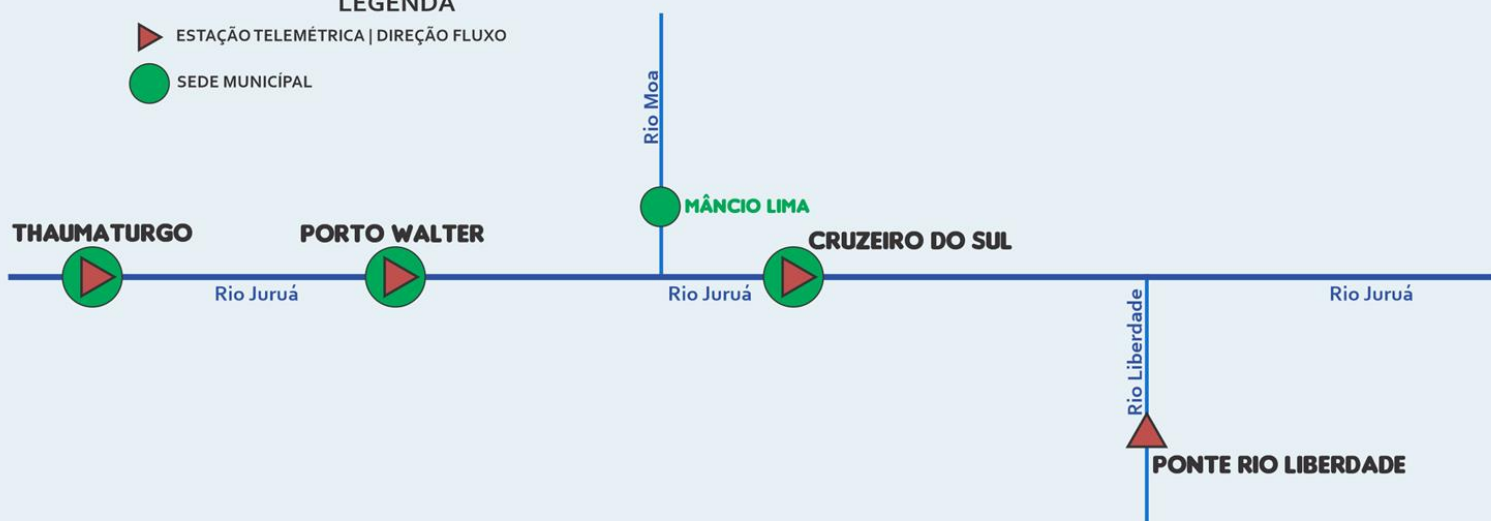 LEGENDA
ESTAÇÃO TELEMÉTRICA | DIREÇÃO FLUXO
SEDE MUNICÍPAL
Rio Moa
MÂNCIO LIMA
THAUMATURGO
PORTO WALTER
CRUZEIRO DO SUL
Rio Juruá
Rio Juruá
Rio Juruá
Rio Liberdade
PONTE RIO LIBERDADE